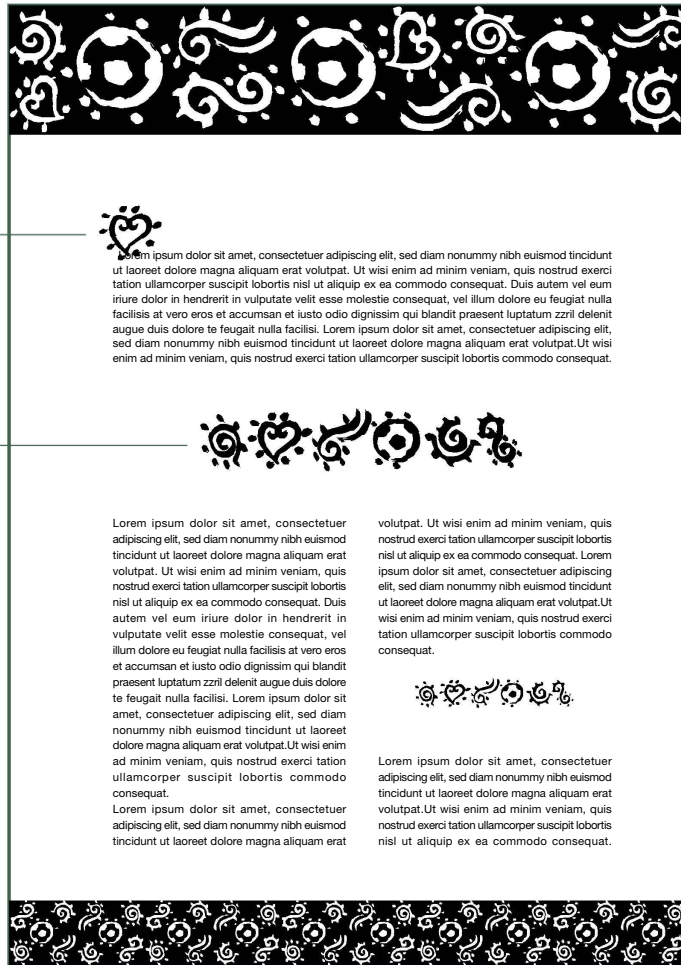 Lorem ipsum dolor sit amet, consectetuer adipiscing elit, sed diam nonummy nibh euismod tincidunt
ut laoreet dolore magna aliquam erat volutpat. Ut wisi enim ad minim veniam, quis nostrud exerci
tation ullamcorper suscipit lobortis nisl ut aliquip ex ea commodo consequat. Duis autem vel eum
iriure dolor in hendrerit in vulputate velit esse molestie consequat, vel illum dolore eu feugiat nulla
facilisis at vero eros et accumsan et iusto odio dignissim qui blandit praesent luptatum zzril delenit
augue duis dolore te feugait nulla facilisi. Lorem ipsum dolor sit amet, consectetuer adipiscing elit,
sed diam nonummy nibh euismod tincidunt ut laoreet dolore magna aliquam erat volutpat.Ut wisi
enim ad minim veniam, quis nostrud exerci tation ullamcorper suscipit lobortis commodo consequat.
Lorem ipsum dolor sit amet, consectetuer
adipiscing elit, sed diam nonummy nibh euismod
tincidunt ut laoreet dolore magna aliquam erat
volutpat. Ut wisi enim ad minim veniam, quis
nostrud exerci tation ullamcorper suscipit lobortis
nisl ut aliquip ex ea commodo consequat. Duis
autem vel eum iriure dolor in hendrerit in
vulputate velit esse molestie consequat, vel
illum dolore eu feugiat nulla facilisis at vero eros
et accumsan et iusto odio dignissim qui blandit
praesent luptatum zzril delenit augue duis dolore
te feugait nulla facilisi. Lorem ipsum dolor sit
amet, consectetuer adipiscing elit, sed diam
nonummy nibh euismod tincidunt ut laoreet
dolore magna aliquam erat volutpat.Ut wisi enim
ad minim veniam, quis nostrud exerci tation
ullamcorper suscipit lobortis commodo
consequat.
Lorem ipsum dolor sit amet, consectetuer
adipiscing elit, sed diam nonummy nibh euismod
tincidunt ut laoreet dolore magna aliquam erat
volutpat. Ut wisi enim ad minim veniam, quis
nostrud exerci tation ullamcorper suscipit lobortis
nisl ut aliquip ex ea commodo consequat. Lorem
ipsum dolor sit amet, consectetuer adipiscing
elit, sed diam nonummy nibh euismod tincidunt
ut laoreet dolore magna aliquam erat volutpat.Ut
wisi enim ad minim veniam, quis nostrud exerci
tation ullamcorper suscipit lobortis commodo
consequat.
Lorem ipsum dolor sit amet, consectetuer
adipiscing elit, sed diam nonummy nibh euismod
tincidunt ut laoreet dolore magna aliquam erat
volutpat.Ut wisi enim ad minim veniam, quis
nostrud exerci tation ullamcorper suscipit lobortis
nisl ut aliquip ex ea commodo consequat.